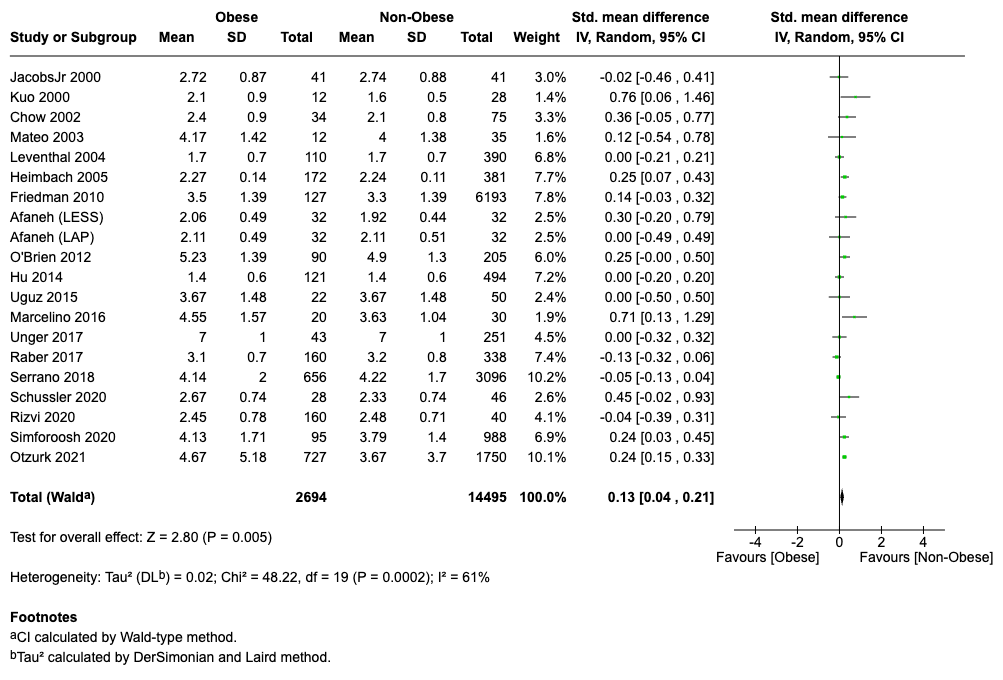 Obese Non-Obese Std. mean difference Std. mean difference
Study or Subgroup Mean SD Total Mean SD Total Weight IV, Random, 95% CI IV, Random, 95% CI
JacobsJr 2000 2.72 0.87 41 2.74 0.88 41 3.0% -0.02 [-0.46 , 0.41]
Kuo 2000 2.1 0.9 12 1.6 0.5 28 1.4% 0.76 [0.06 , 1.46]
Chow 2002 2.4 0.9 34 2.1 0.8 75 3.3% 0.36 [-0.05 , 0.77]
Mateo 2003 4.17 1.42 12 4 1.38 35 1.6% 0.12 [-0.54 , 0.78]
Leventhal 2004 1.7 0.7 110 1.7 0.7 390 6.8% 0.00 [-0.21 , 0.21]
Heimbach 2005 2.27 0.14 172 2.24 0.11 381 7.1% 0.25 [0.07 , 0.43]
Friedman 2010 3.5 1.39 127 3.3 1.39 6193 7.8% 0.14 [-0.03 , 0.32]
Afaneh (LESS) 2.06 0.49 32 1.92 0.44 32 2.5% 0.30 [-0.20 , 0.79]
Afaneh (LAP) 2.11 0.49 32 2.11 0.51 32 2.5% 0.00 [-0.49 , 0.49]
O'Brien 2012 5.23 1.39 90 4.9 1.3 205 6.0% 0.25 [-0.00 , 0.50]
Hu 2014 1.4 0.6 121 1.4 0.6 494 7.2% 0.00 [-0.20 , 0.20]
Uguz 2015 3.67 1.48 22 3.67 1.48 50 2.4% 0.00 [-0.50 , 0.50]
Marcelino 2016 4.55 1.57 20 3.63 1.04 30 2.0% 0.71 [0.13 , 1.29]
Unger 2017 7 1 43 7 1 251 4.5% 0.00 [-0.32 , 0.32]
Raber 2017 3.1 0.7 160 3.2 0.8 338 7.4% -0.13 [-0.32 , 0.06]
Serrano 2018 4.14 2 656 4.22 1.7 3096 10.2% -0.05 [-0.13 , 0.04]
Schussler 2020 2.67 0.74 28 2.33 0.74 46 2.5% 0.45 [-0.02 , 0.93]
Rizvi 2020 2.45 0.78 160 2.48 0.71 40 4.1% -0.04 [-0.39 , 0.31]
Simforoosh 2020 4.13 1.71 95 3.79 1.4 988 6.9% 0.24 [0.03 , 0.45]
Otzurk 2021 4.67 5.18 727 3.67 3.7 1750 10.1% 0.24 [0.15 , 0.33]
Total (Waldᵃ) 2694 14495 100.0% 0.13 [0.04 , 0.21]
Test for overall effect: Z = 2.80 (P = 0.005)
-4 -2 0 2 4
Favours [Obese] Favours [Non-Obese]
Heterogeneity: Tau² (DLᵇ) = 0.02; Chi² = 48.22, df = 19 (P = 0.0002); I² = 61%
Footnotes
ᵃCI calculated by Wald-type method.
ᵇTau² calculated by DerSimonian and Laird method.